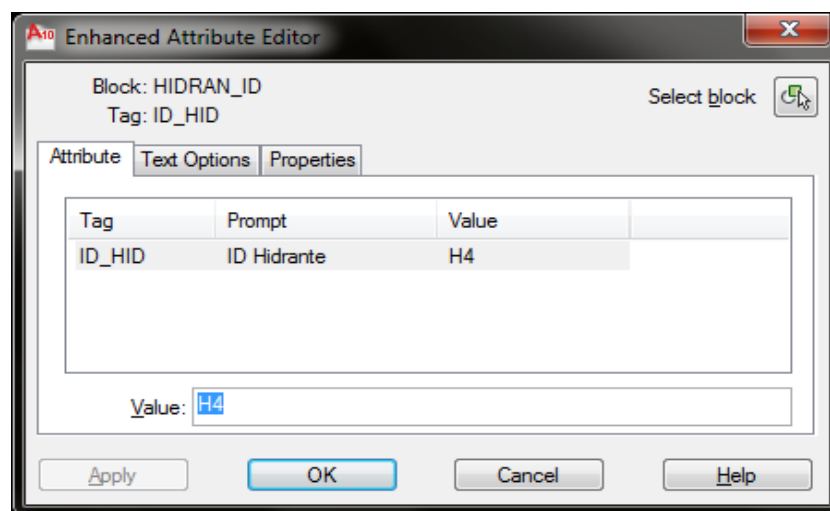 A10 Enhanced Attribute Editor X
Block: HIDRAN_ID
Select block
Tag: ID_HID
Attribute Text Options Properties
Tag Prompt Value
ID_HID ID Hidrante H4
Value: H4
Apply OK Cancel Help